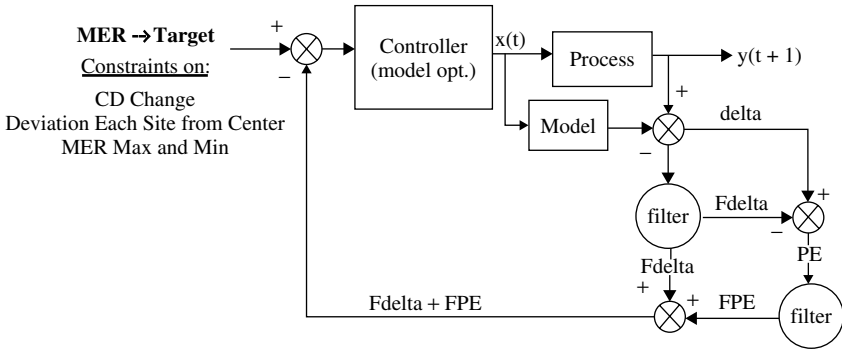 MER → Target
Constraints on:
CD Change
Deviation Each Site from Center
MER Max and Min
+
−
Controller
(model opt.)
x(t)
Process
y(t + 1)
+
Model
−
delta
filter
Fdelta
+
−
Fdelta
PE
+
+
FPE
filter
Fdelta + FPE